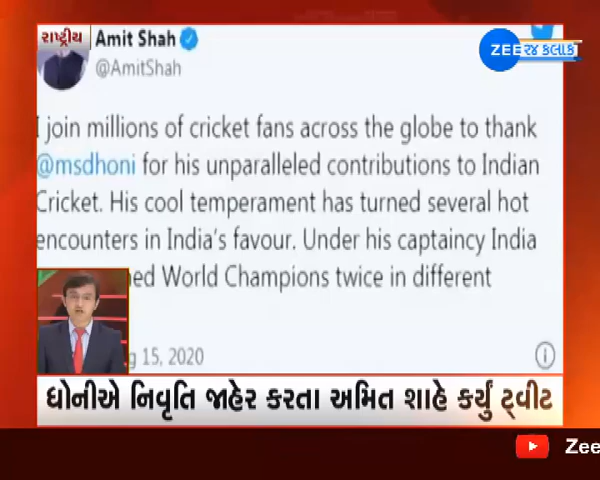 રાષ્ટ્રીય
Amit Shah
@AmitShah
ZEE ૨૪ કલાક
I join millions of cricket fans across the globe to thank
@msdhoni for his unparalleled contributions to Indian
Cricket. His cool temperament has turned several hot
encounters in India's favour. Under his captaincy India
World Champions twice in different
15, 2020
ધોનીએ નિવૃતિ જાહેર કરતા અમિત શાહે કર્યું ટ્વીટ
Zee